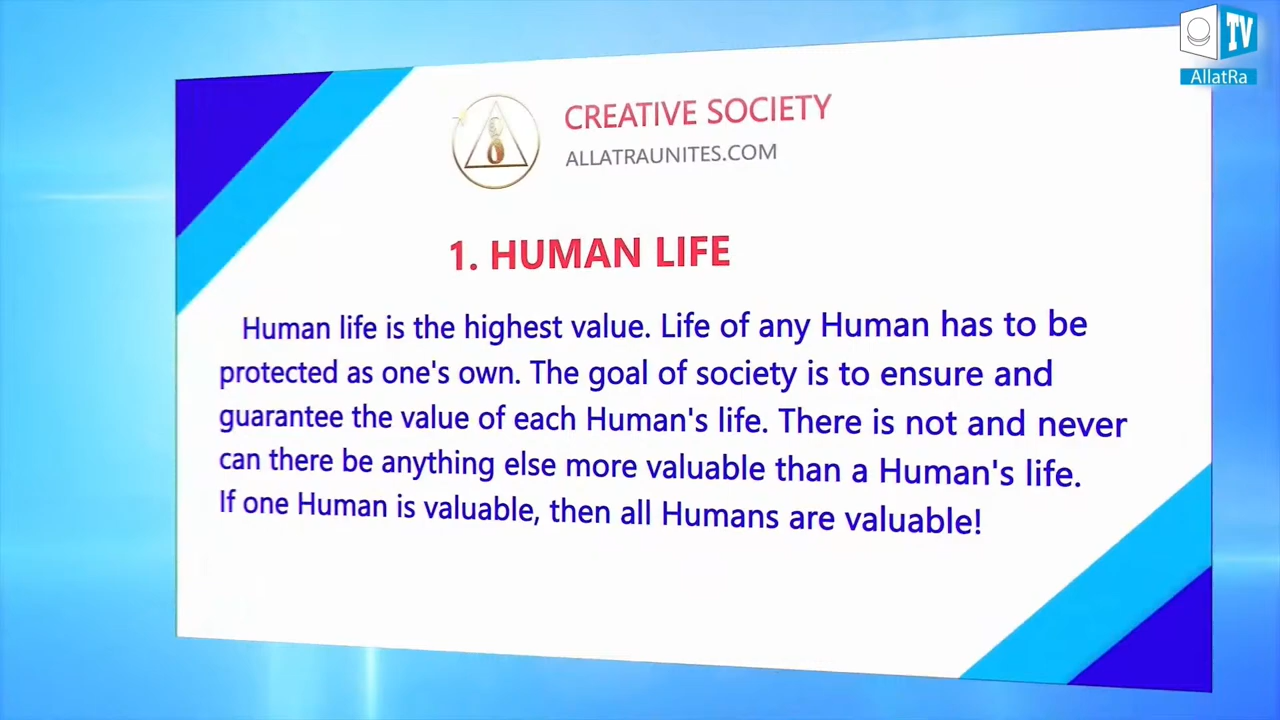 TV
AllatRa
CREATIVE SOCIETY
ALLATRAUNITES.COM
1. HUMAN LIFE
Human life is the highest value. Life of any Human has to be
protected as one's own. The goal of society is to ensure and
guarantee the value of each Human's life. There is not and never
can there be anything else more valuable than a Human's life.
If one Human is valuable, then all Humans are valuable!